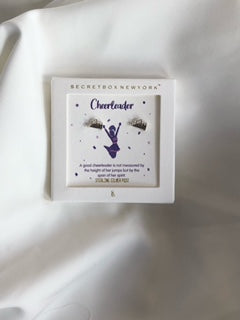 SECRETBOXNEWYORK
Cheerleader
A good cheerleader is not measured by
the height of her jumps but by the
span of her spirit
STERLING SILVER POST